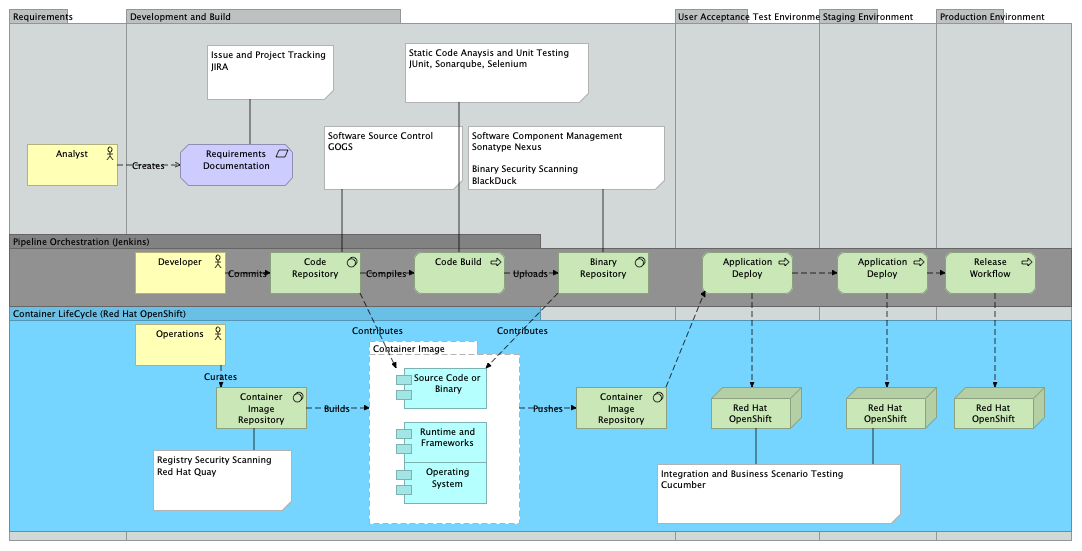 Requirements
Development and Build
User Acceptance Test Environme
Staging Environment
Production Environment
Issue and Project Tracking
JIRA
Static Code Anaysis and Unit Testing
JUnit, Sonarqube, Selenium
Software Source Control
GOGS
Software Component Management
Sonatype Nexus
Binary Security Scanning
BlackDuck
Analyst
Creates
Requirements
Documentation
Pipeline Orchestration (Jenkins)
Developer
Commits
Code
Repository
Compiles
Code Build
Uploads
Binary
Repository
Application
Deploy
Application
Deploy
Release
Workflow
Container LifeCycle (Red Hat OpenShift)
Operations
Contributes
Contributes
Curates
Container Image
Source Code or
Binary
Container
Image
Repository
Builds
Pushes
Container
Image
Repository
Red Hat
OpenShift
Red Hat
OpenShift
Red Hat
OpenShift
Runtime and
Frameworks
Operating
System
Registry Security Scanning
Red Hat Quay
Integration and Business Scenario Testing
Cucumber